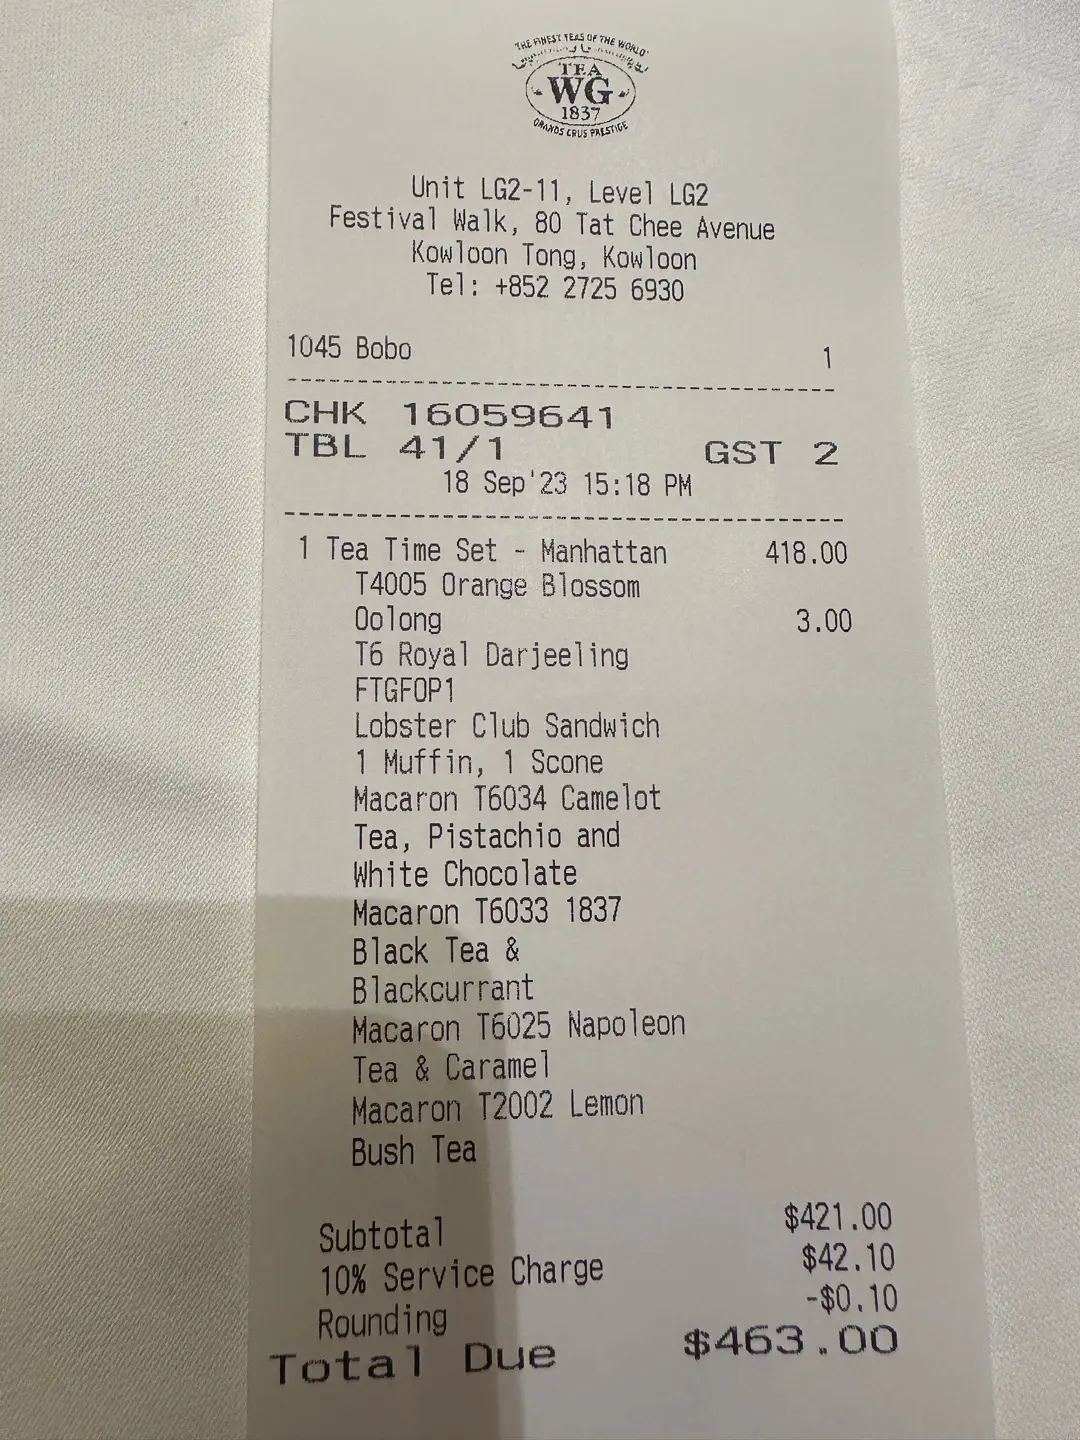 THE FINEST TEAS OF THE WORLD
TEA
WG
1837
GRANDS CRUS PRESTIGE
Unit LG2-11, Level LG2
Festival Walk, 80 Tat Chee Avenue
Kowloon Tong, Kowloon
Tel: +852 2725 6930
1045 Bobo 1
CHK 16059641
TBL 41/1 GST 2
18 Sep'23 15:18 PM
1 Tea Time Set - Manhattan 418.00
T4005 Orange Blossom
Oolong 3.00
T6 Royal Darjeeling
FTGFOP1
Lobster Club Sandwich
1 Muffin, 1 Scone
Macaron T6034 Camelot
Tea, Pistachio and
White Chocolate
Macaron T6033 1837
Black Tea &
Blackcurrant
Macaron T6025 Napoleon
Tea & Caramel
Macaron T2002 Lemon
Bush Tea
Subtotal $421.00
10% Service Charge $42.10
Rounding -$0.10
Total Due $463.00